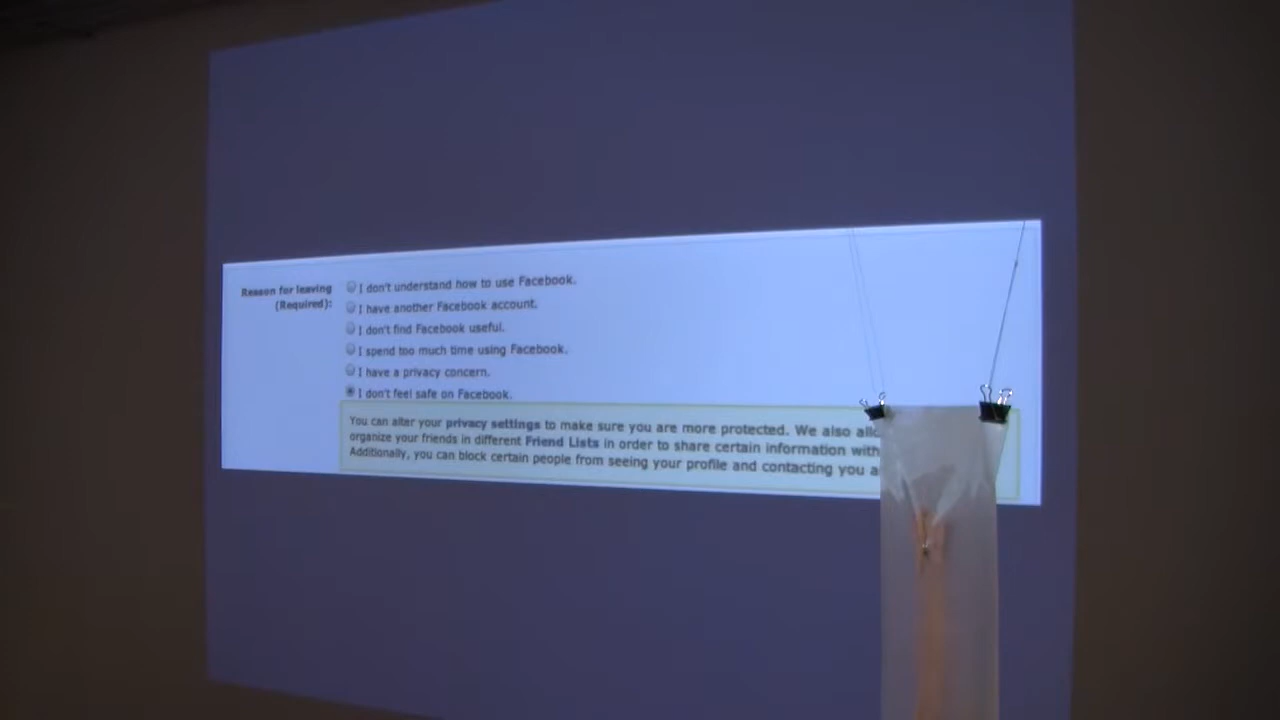 Reason for leaving
(Required):
I don't understand how to use Facebook.
I have another Facebook account.
I don't find Facebook useful.
I spend too much time using Facebook.
I have a privacy concern.
I don't feel safe on Facebook.
You can alter your privacy settings to make sure you are more protected. We also
organize your friends in different Friend Lists in order to share certain information with
Additionally, you can block certain people from seeing your profile and contacting you